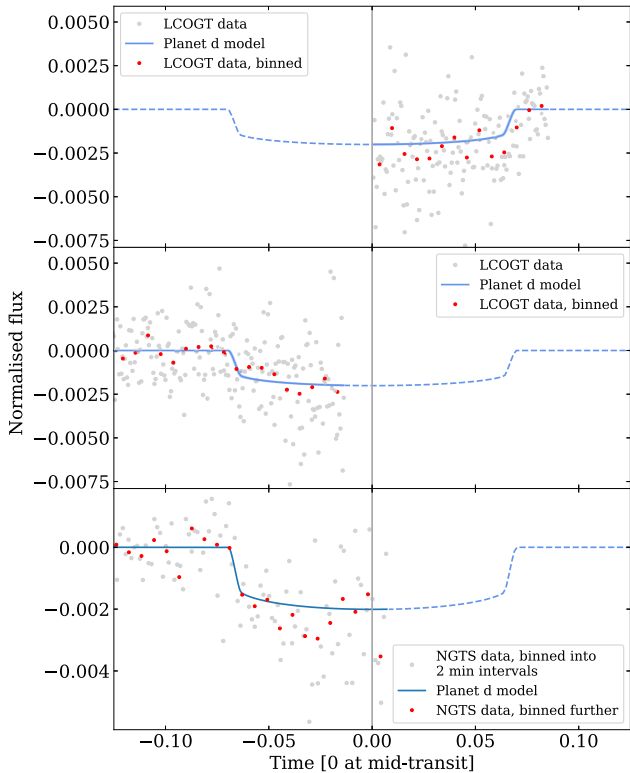 0.0050
0.0025
0.0000
−0.0025
−0.0050
−0.0075
LCOGT data
Planet d model
LCOGT data, binned
0.0050
0.0025
0.0000
−0.0025
−0.0050
−0.0075
LCOGT data
Planet d model
LCOGT data, binned
Normalised flux
0.000
−0.002
−0.004
NGTS data, binned into
2 min intervals
Planet d model
NGTS data, binned further
−0.10
−0.05
0.00
0.05
0.10
Time [0 at mid-transit]